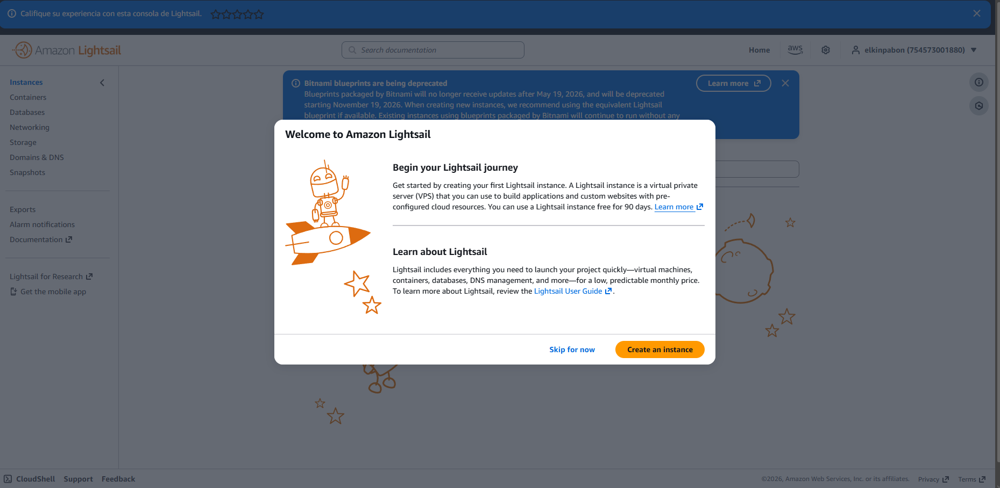 Califique su experiencia con esta consola de Lightsail.
Amazon Lightsail
Search documentation
Home
aws
elkinpabon (754573001880)
Instances
Containers
Databases
Networking
Storage
Domains & DNS
Snapshots
Exports
Alarm notifications
Documentation
Lightsail for Research
Get the mobile app
Bitnami blueprints are being deprecated
Learn more
Blueprints packaged by Bitnami will no longer receive updates after May 19, 2026, and will be deprecated
starting November 19, 2026. When creating new instances, we recommend using the equivalent Lightsail
blueprint if available. Existing instances using blueprints packaged by Bitnami will continue to run without any
Welcome to Amazon Lightsail
Begin your Lightsail journey
Get started by creating your first Lightsail instance. A Lightsail instance is a virtual private
server (VPS) that you can use to build applications and custom websites with pre-
configured cloud resources. You can use a Lightsail instance free for 90 days. Learn more
Learn about Lightsail
Lightsail includes everything you need to launch your project quickly—virtual machines,
containers, databases, DNS management, and more—for a low, predictable monthly price.
To learn more about Lightsail, review the Lightsail User Guide.
Skip for now
Create an instance
CloudShell
Support
Feedback
©2026, Amazon Web Services, Inc. or its affiliates.
Privacy
Terms